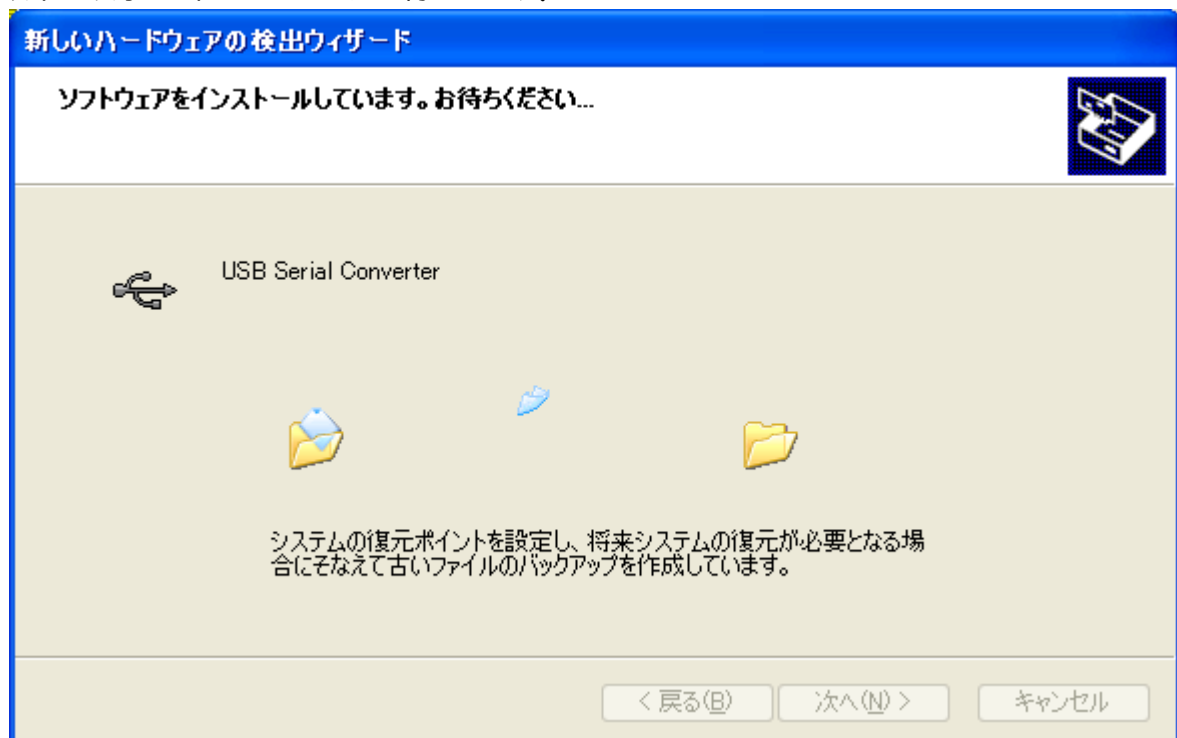 新しいハードウェアの検出ウィザード
ソフトウェアをインストールしています。お待ちください...
USB Serial Converter
システムの復元ポイントを設定し、将来システムの復元が必要となる場
合にそなえて古いファイルのバックアップを作成しています。
< 戻る(B) 次へ(N) > キャンセル